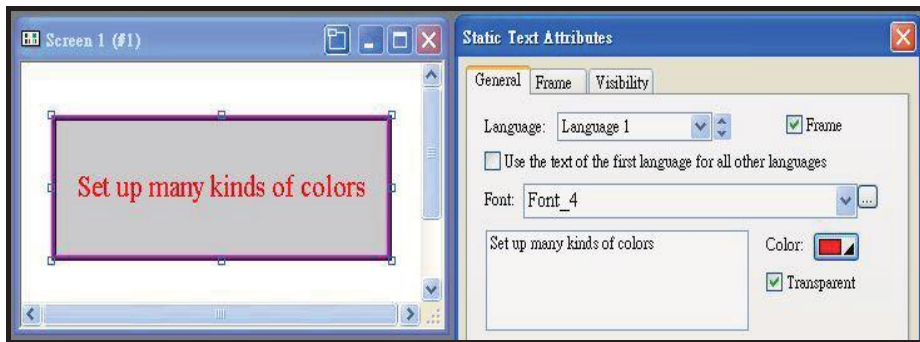 Screen 1 (#1)
Set up many kinds of colors
Static Text Attributes
General Frame Visibility
Language: Language 1 Frame
Use the text of the first language for all other languages
Font: Font_4 ...
Set up many kinds of colors
Color:
Transparent